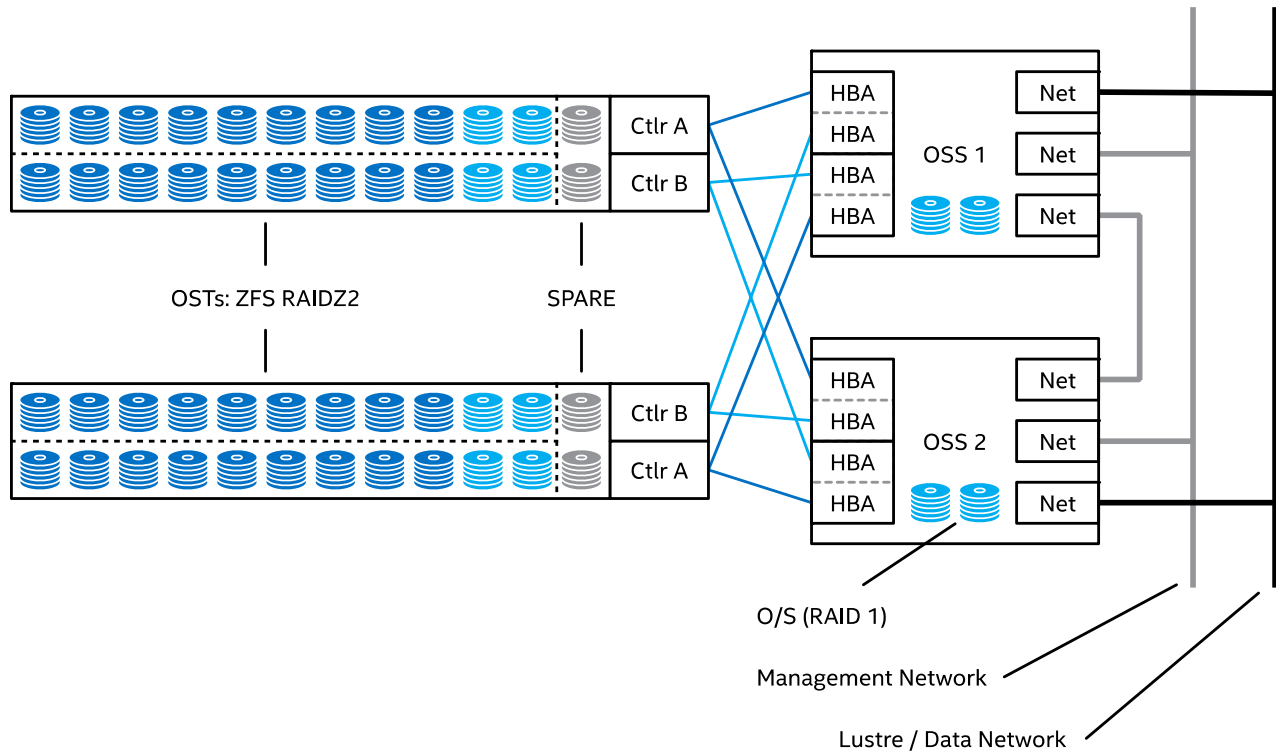 Ctlr A
Ctlr B
OSTs: ZFS RAIDZ2
SPARE
Ctlr B
Ctlr A
HBA
HBA
HBA
HBA
OSS 1
Net
Net
Net
HBA
HBA
HBA
HBA
OSS 2
Net
Net
Net
O/S (RAID 1)
Management Network
Lustre / Data Network